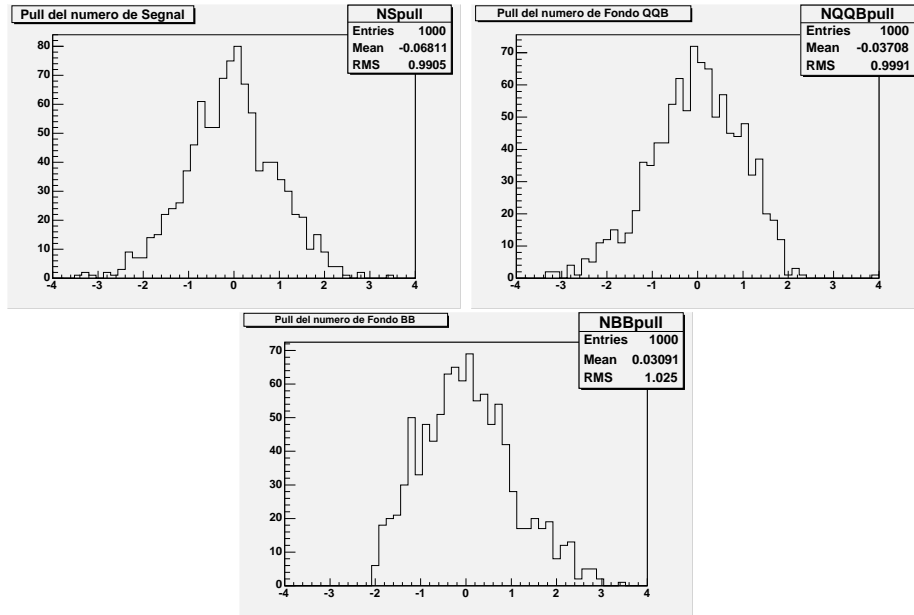 Pull del numero de Segnal
NSpull
Entries 1000
Mean -0.06811
RMS 0.9905
80
70
60
50
40
30
20
10
0
-4 -3 -2 -1 0 1 2 3 4
Pull del numero de Fondo QQB
NQQBpull
Entries 1000
Mean -0.03708
RMS 0.9991
70
60
50
40
30
20
10
0
-4 -3 -2 -1 0 1 2 3 4
Pull del numero de Fondo BB
NBBpull
Entries 1000
Mean 0.03091
RMS 1.025
70
60
50
40
30
20
10
0
-4 -3 -2 -1 0 1 2 3 4